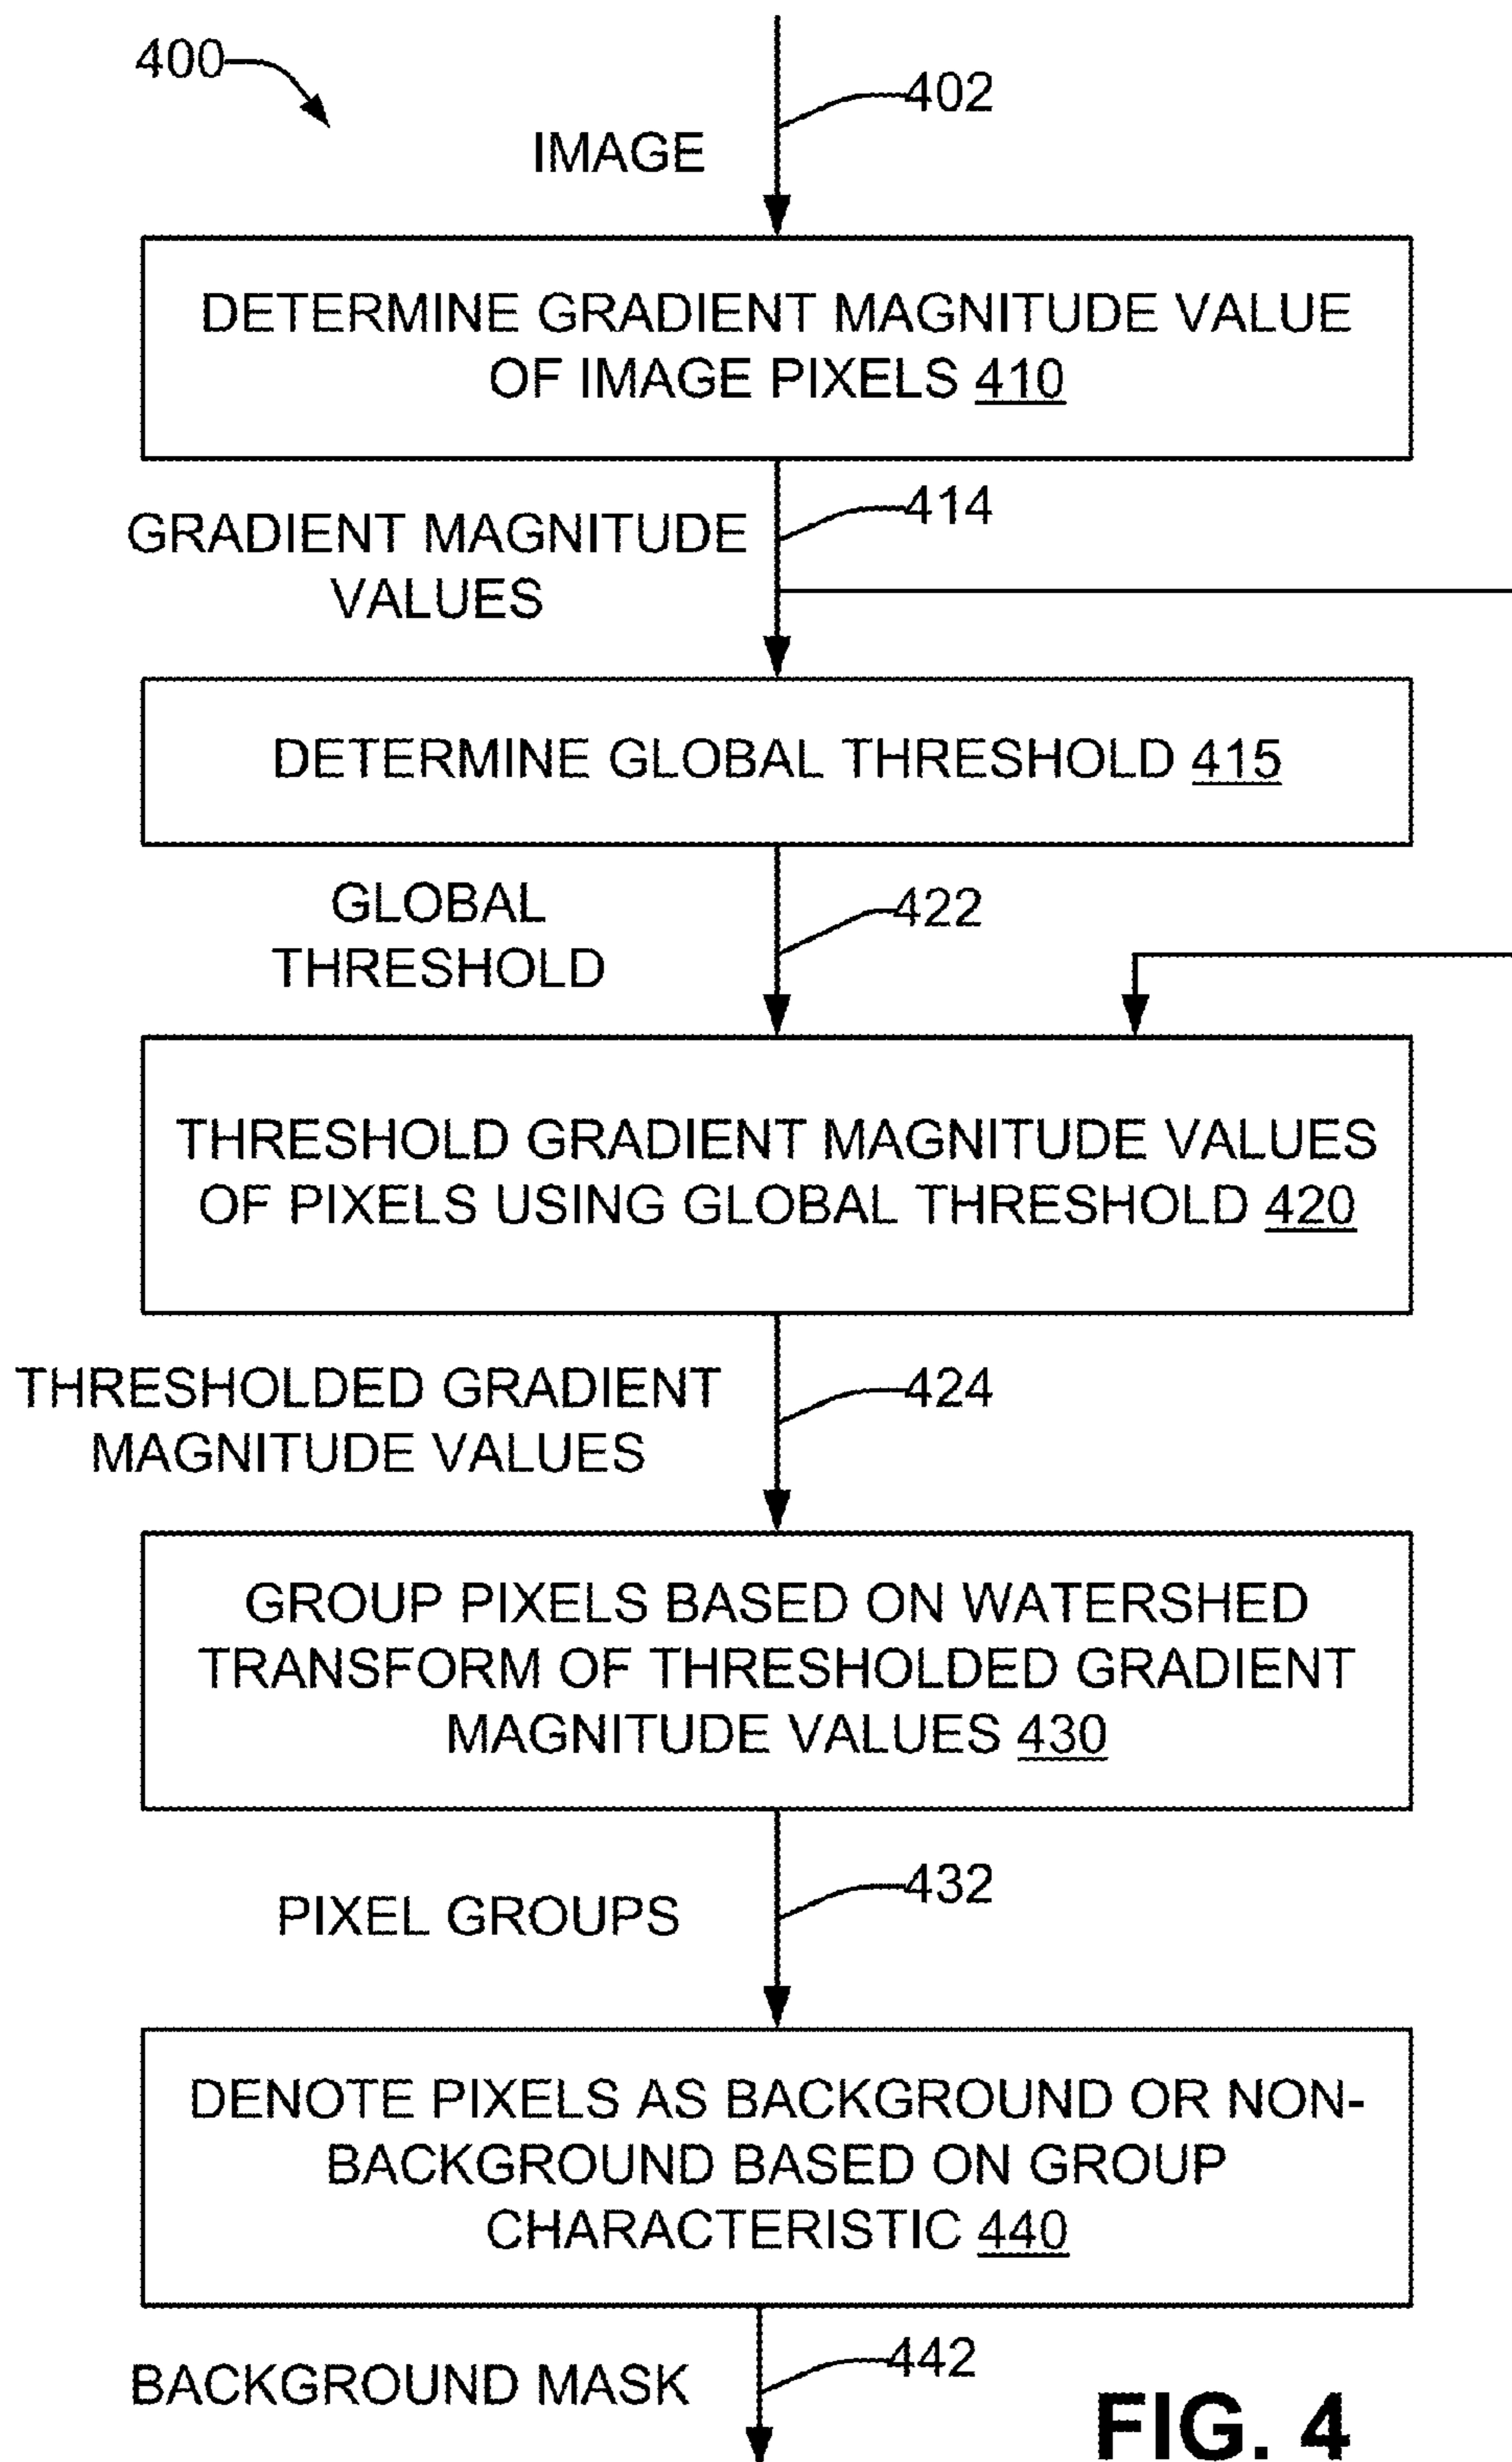 400
402
IMAGE
DETERMINE GRADIENT MAGNITUDE VALUE
OF IMAGE PIXELS 410
414
GRADIENT MAGNITUDE
VALUES
DETERMINE GLOBAL THRESHOLD 415
GLOBAL
THRESHOLD
422
THRESHOLD GRADIENT MAGNITUDE VALUES
OF PIXELS USING GLOBAL THRESHOLD 420
THRESHOLDED GRADIENT
MAGNITUDE VALUES
424
GROUP PIXELS BASED ON WATERSHED
TRANSFORM OF THRESHOLDED GRADIENT
MAGNITUDE VALUES 430
432
PIXEL GROUPS
DENOTE PIXELS AS BACKGROUND OR NON-
BACKGROUND BASED ON GROUP
CHARACTERISTIC 440
442
BACKGROUND MASK
FIG. 4